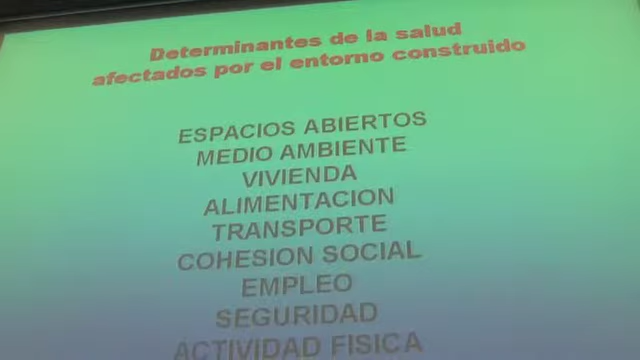 Determinantes de la salud
afectados por el entorno construido
ESPACIOS ABIERTOS
MEDIO AMBIENTE
VIVIENDA
ALIMENTACION
TRANSPORTE
COHESION SOCIAL
EMPLEO
SEGURIDAD
ACTIVIDAD FISICA